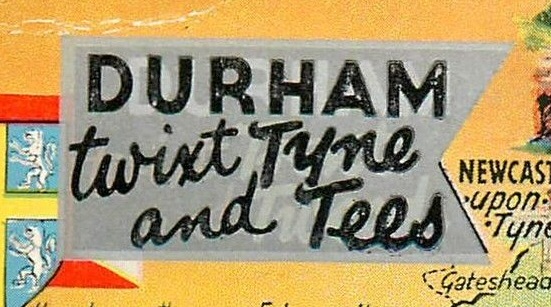 DURHAM
twixt Tyne
and Tees
NEWCAST
upon-
Tyne
Gateshead